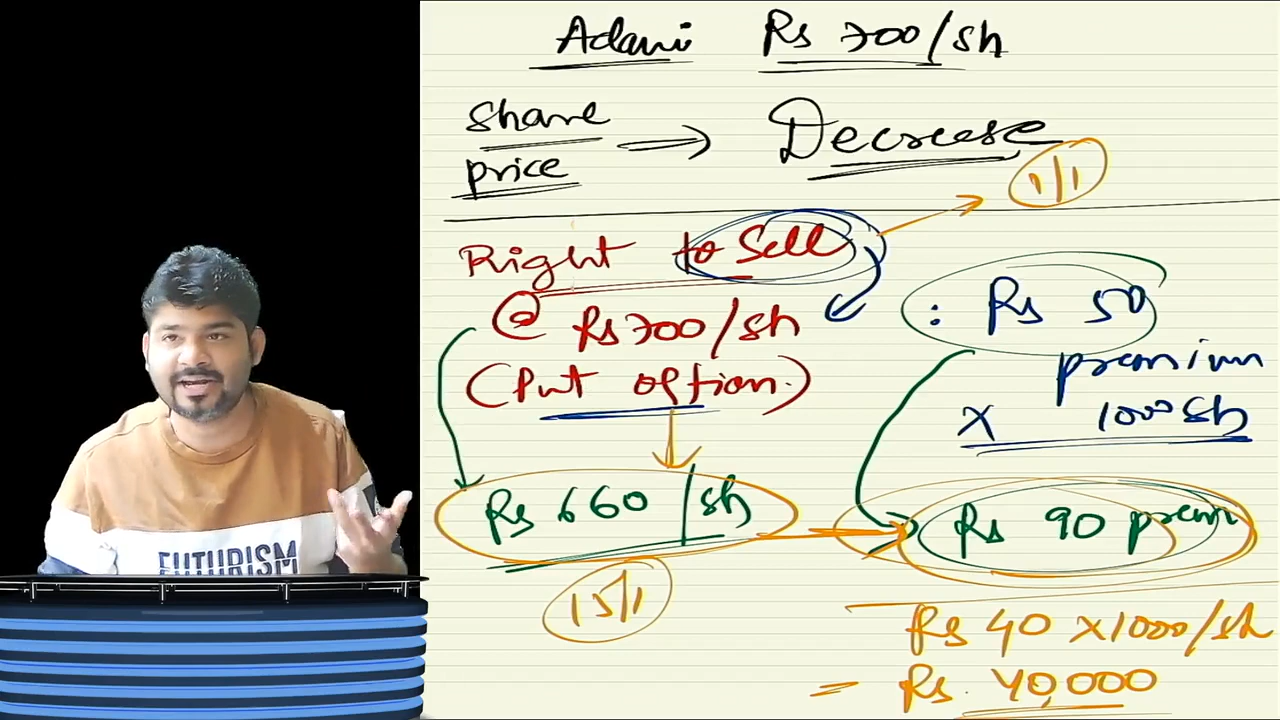 Adani Rs 700/sh
Share
price ⇒ Decrease
1/1
Right to Sell
@ Rs 700/sh
(Put option.)
: Rs 50
premium
x 1000 sh
Rs 660/sh
Rs 90 prem
15/1
Rs 40 x 1000/sh
= Rs. 40,000
FUTURISM